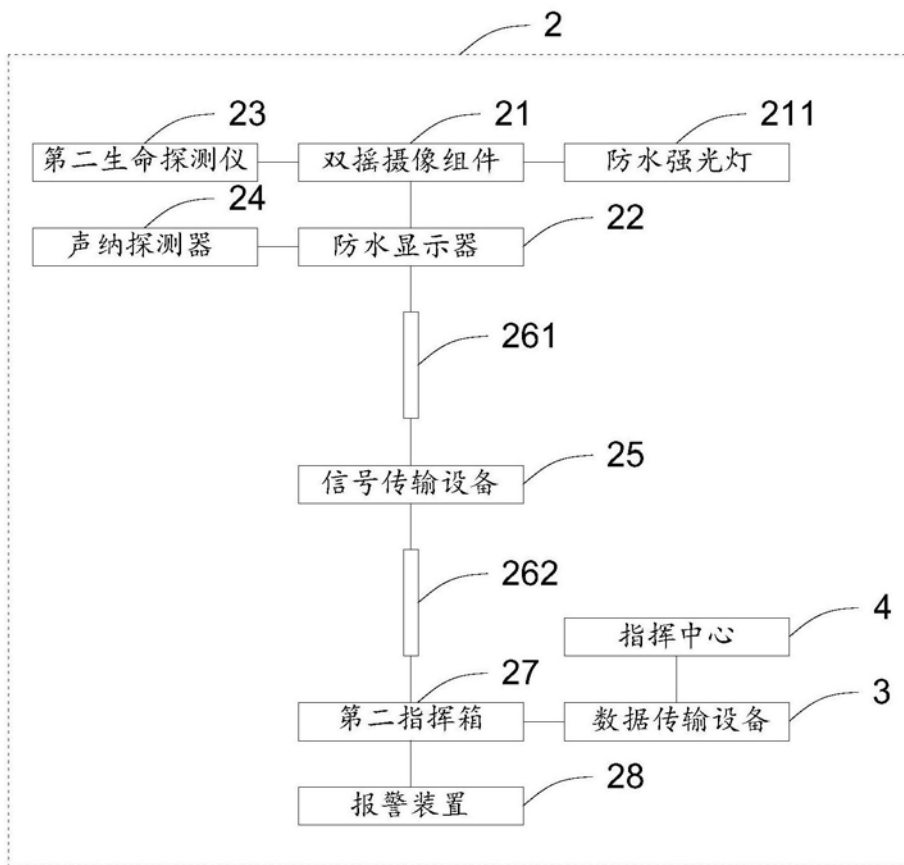 2
23
21
211
第二生命探测仪
双摇摄像组件
防水强光灯
24
22
声纳探测器
防水显示器
261
25
信号传输设备
262
4
指挥中心
27
3
第二指挥箱
数据传输设备
28
报警装置